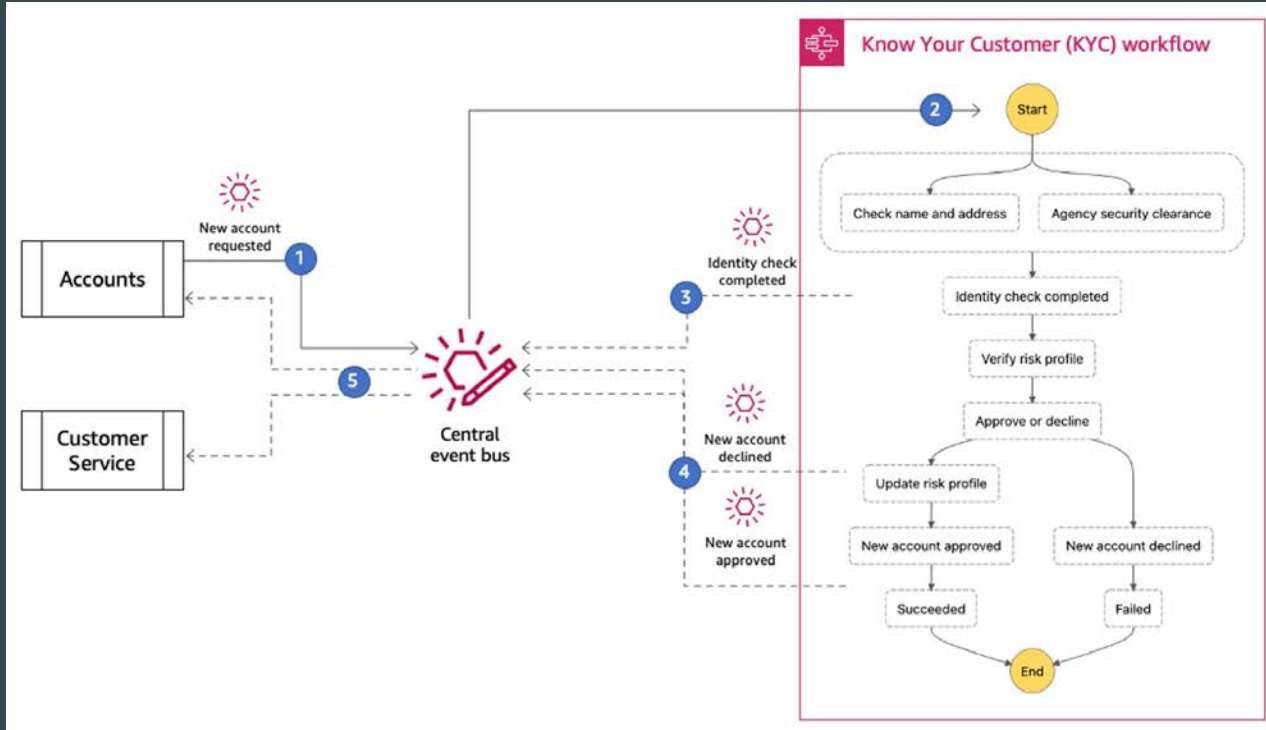 Know Your Customer (KYC) workflow
2
Start
New account
requested
1
Check name and address
Agency security clearance
Accounts
Identity check
completed
3
Identity check completed
Verify risk profile
5
Central
event bus
Customer
Service
New account
declined
4
New account
approved
Approve or decline
Update risk profile
New account approved
New account declined
Succeeded
Failed
End